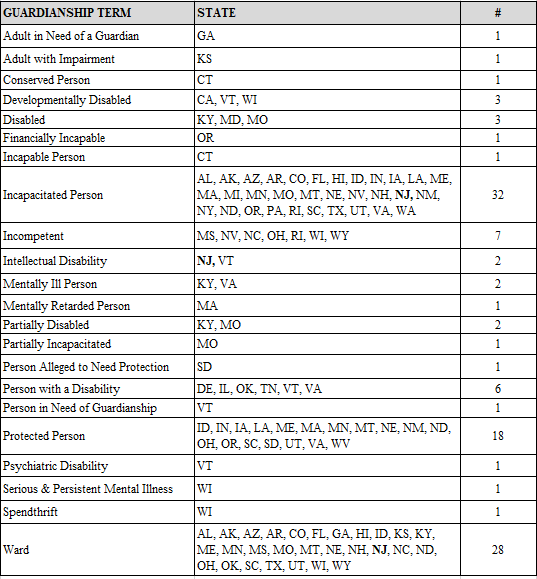 GUARDIANSHIP TERM STATE #
Adult in Need of a Guardian GA 1
Adult with Impairment KS 1
Conserved Person CT 1
Developmentally Disabled CA, VT, WI 3
Disabled KY, MD, MO 3
Financially Incapable OR 1
Incapable Person CT 1
AL, AK, AZ, AR, CO, FL, HI, ID, IN, IA, LA, ME,
Incapacitated Person MA, MI, MN, MO, MT, NE, NV, NH, NJ, NM, 32
NY, ND, OR, PA, RI, SC, TX, UT, VA, WA
Incompetent MS, NV, NC, OH, RI, WI, WY 7
Intellectual Disability NJ, VT 2
Mentally Ill Person KY, VA 2
Mentally Retarded Person MA 1
Partially Disabled KY, MO 2
Partially Incapacitated MO 1
Person Alleged to Need Protection SD 1
Person with a Disability DE, IL, OK, TN, VT, VA 6
Person in Need of Guardianship VT 1
Protected Person ID, IN, IA, LA, ME, MA, MN, MT, NE, NM, ND, 18
OH, OR, SC, SD, UT, VA, WV
Psychiatric Disability VT 1
Serious & Persistent Mental Illness WI 1
Spendthrift WI 1
AL, AK, AZ, AR, CO, FL, GA, HI, ID, KS, KY,
Ward ME, MN, MS, MO, MT, NE, NH, NJ, NC, ND, 28
OH, OK, SC, TX, UT, WI, WY